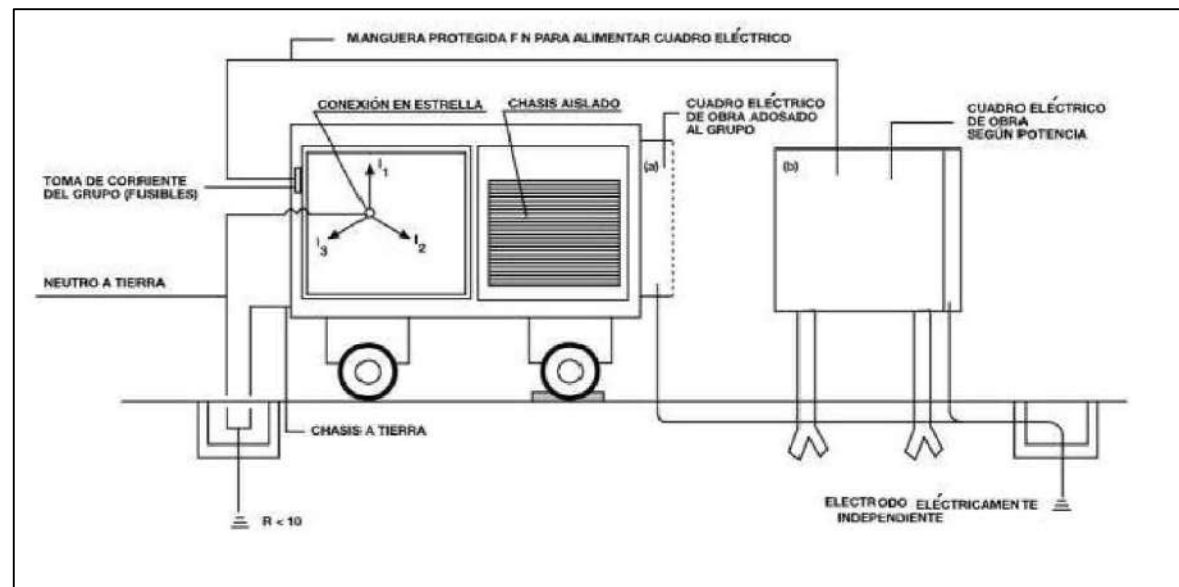 MANGUERA PROTEGIDA F N PARA ALIMENTAR CUADRO ELÉCTRICO
CONEXIÓN EN ESTRELLA
CHASIS AISLADO
CUADRO ELÉCTRICO
DE OBRA ADOSADO
AL GRUPO
CUADRO ELÉCTRICO
DE OBRA
SEGÚN POTENCIA
(a)
(b)
TOMA DE CORRIENTE
DEL GRUPO (FUSIBLES)
I1
I3
I2
NEUTRO A TIERRA
CHASIS A TIERRA
R < 10
ELECTRODO ELÉCTRICAMENTE
INDEPENDIENTE